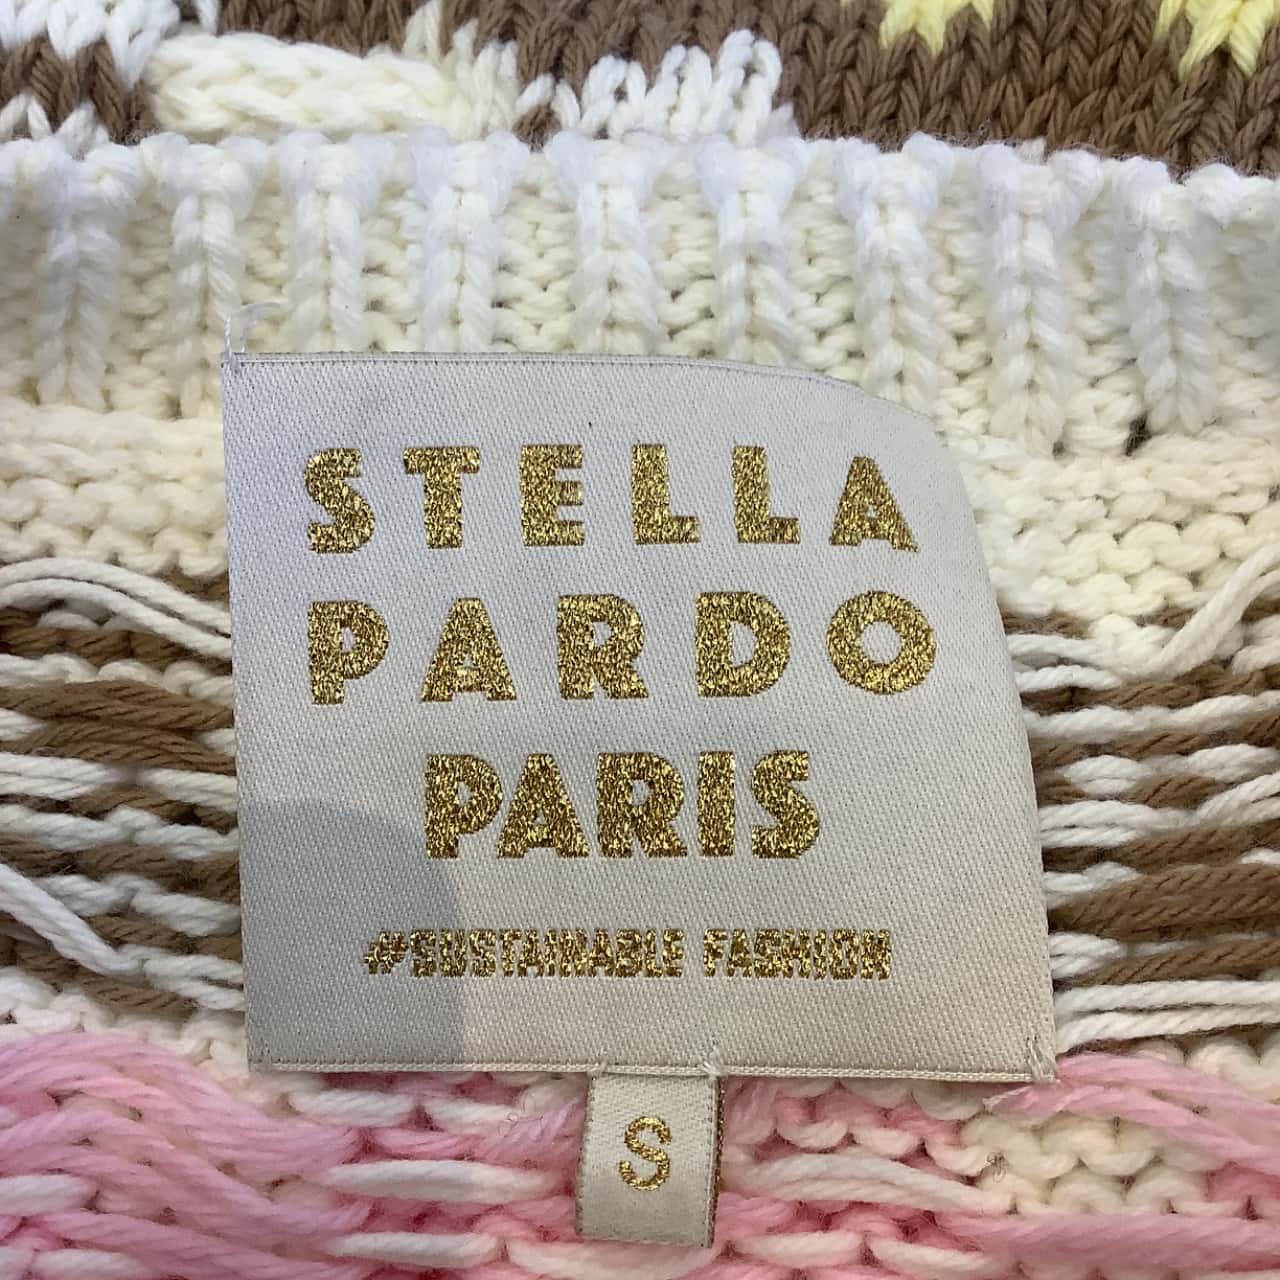 STELLA
PARDO
PARIS
#SUSTAINABLE FASHION
S